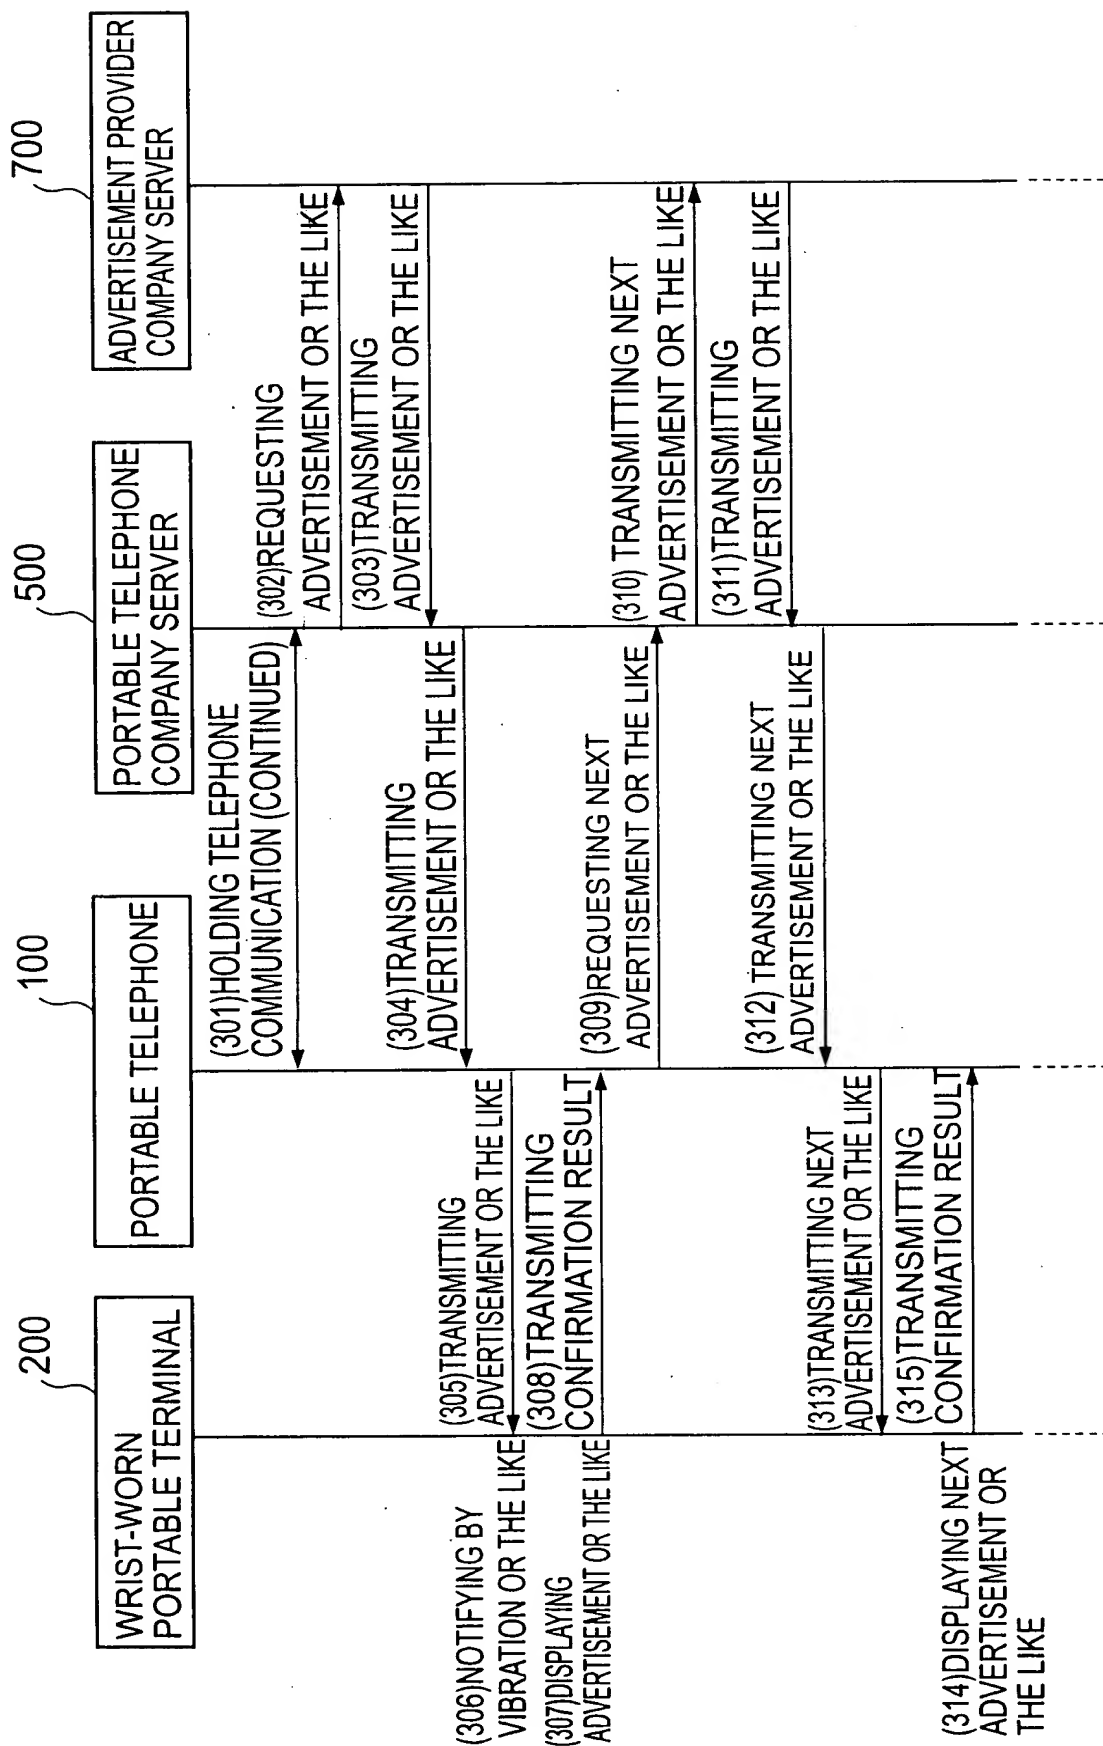 200
WRIST-WORN
PORTABLE TERMINAL
100
PORTABLE TELEPHONE
500
PORTABLE TELEPHONE
COMPANY SERVER
700
ADVERTISEMENT PROVIDER
COMPANY SERVER
(301)HOLDING TELEPHONE
COMMUNICATION (CONTINUED)
(302)REQUESTING
ADVERTISEMENT OR THE LIKE
(303)TRANSMITTING
ADVERTISEMENT OR THE LIKE
(304)TRANSMITTING
ADVERTISEMENT OR THE LIKE
(305)TRANSMITTING
ADVERTISEMENT OR THE LIKE
(306)NOTIFYING BY
VIBRATION OR THE LIKE
(307)DISPLAYING
ADVERTISEMENT OR THE LIKE
(308)TRANSMITTING
CONFIRMATION RESULT
(309)REQUESTING NEXT
ADVERTISEMENT OR THE LIKE
(310) TRANSMITTING NEXT
ADVERTISEMENT OR THE LIKE
(311)TRANSMITTING
ADVERTISEMENT OR THE LIKE
(312) TRANSMITTING NEXT
ADVERTISEMENT OR THE LIKE
(313)TRANSMITTING NEXT
ADVERTISEMENT OR THE LIKE
(314)DISPLAYING NEXT
ADVERTISEMENT OR
THE LIKE
(315)TRANSMITTING
CONFIRMATION RESULT